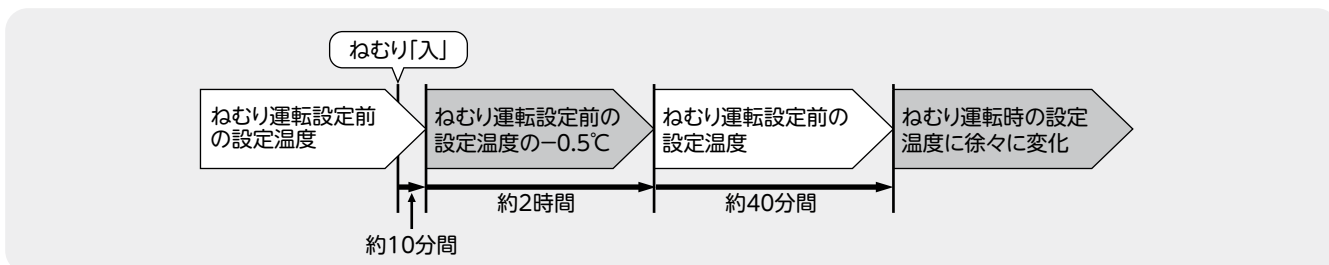 ねむり「入」
ねむり運転設定前
の設定温度
ねむり運転設定前の
設定温度の－0.5℃
ねむり運転設定前の
設定温度
ねむり運転時の設定
温度に徐々に変化
約2時間
約40分間
約10分間